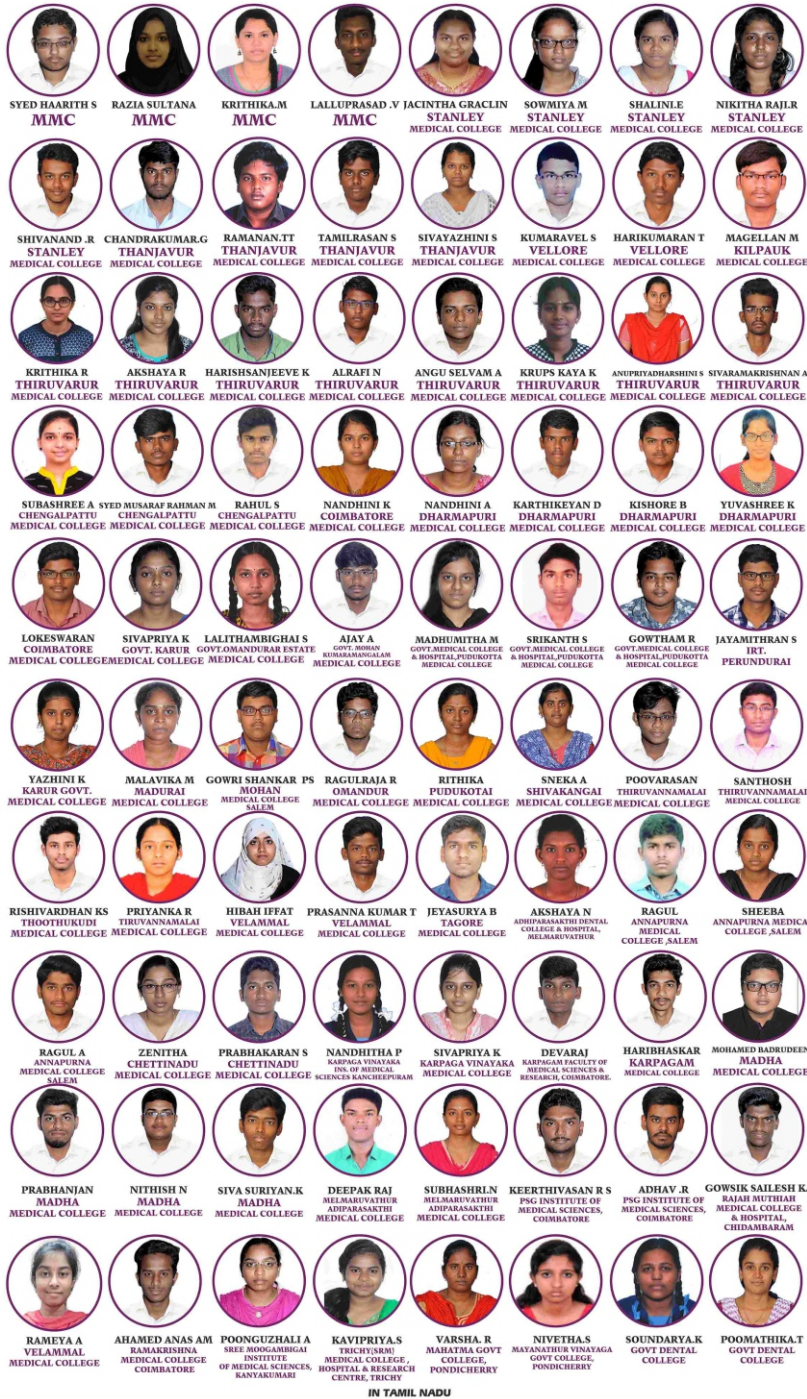 SYED HAARITH S
MMC
RAZIA SULTANA
MMC
KRITHIKA.M
MMC
LALLUPRASAD .V
MMC
JACINTHA GRACLIN
STANLEY
MEDICAL COLLEGE
SOWMIYA M
STANLEY
MEDICAL COLLEGE
SHALINI.E
STANLEY
MEDICAL COLLEGE
NIKITHA RAJI.R
STANLEY
MEDICAL COLLEGE
SHIVANAND .R
STANLEY
MEDICAL COLLEGE
CHANDRAKUMAR.G
THANJAVUR
MEDICAL COLLEGE
RAMANAN.TT
THANJAVUR
MEDICAL COLLEGE
TAMILRASAN S
THANJAVUR
MEDICAL COLLEGE
SIVAYAZHINI S
THANJAVUR
MEDICAL COLLEGE
KUMARAVEL S
VELLORE
MEDICAL COLLEGE
HARIKUMARAN T
VELLORE
MEDICAL COLLEGE
MAGELLAN M
KILPAUK
MEDICAL COLLEGE
KRITHIKA R
THIRUVARUR
MEDICAL COLLEGE
AKSHAYA R
THIRUVARUR
MEDICAL COLLEGE
HARISHSANJEEVE K
THIRUVARUR
MEDICAL COLLEGE
ALRAFI N
THIRUVARUR
MEDICAL COLLEGE
ANGU SELVAM A
THIRUVARUR
MEDICAL COLLEGE
KRUPS KAYA K
THIRUVARUR
MEDICAL COLLEGE
ANUPRIYADHARSHINI S
THIRUVARUR
MEDICAL COLLEGE
SIVARAMAKRISHNAN A
THIRUVARUR
MEDICAL COLLEGE
SUBASHREE A
CHENGALPATTU
MEDICAL COLLEGE
SYED MUSARAF RAHMAN M
CHENGALPATTU
MEDICAL COLLEGE
RAHUL S
CHENGALPATTU
MEDICAL COLLEGE
NANDHINI K
COIMBATORE
MEDICAL COLLEGE
NANDHINI A
DHARMAPURI
MEDICAL COLLEGE
KARTHIKEYAN D
DHARMAPURI
MEDICAL COLLEGE
KISHORE B
DHARMAPURI
MEDICAL COLLEGE
YUVASHREE K
DHARMAPURI
MEDICAL COLLEGE
LOKESWARAN
COIMBATORE
MEDICAL COLLEGE
SIVAPRIYA K
GOVT. KARUR
MEDICAL COLLEGE
LALITHAMBIGHAI S
GOVT.OMANDURAR ESTATE
MEDICAL COLLEGE
AJAY A
GOVT. MOHAN
KUMARAMANGALAM
MEDICAL COLLEGE
MADHUMITHA M
GOVT.MEDICAL COLLEGE
& HOSPITAL,PUDUKOTTA
MEDICAL COLLEGE
SRIKANTH S
GOVT.MEDICAL COLLEGE
& HOSPITAL,PUDUKOTTA
MEDICAL COLLEGE
GOWTHAM R
GOVT.MEDICAL COLLEGE
& HOSPITAL,PUDUKOTTA
MEDICAL COLLEGE
JAYAMITHRAN S
IRT.
PERUNDURAI
YAZHINI K
KARUR GOVT.
MEDICAL COLLEGE
MALAVIKA M
MADURAI
MEDICAL COLLEGE
GOWRI SHANKAR PS
MOHAN
MEDICAL COLLEGE
SALEM
RAGULRAJA R
OMANDUR
MEDICAL COLLEGE
RITHIKA
PUDUKOTAI
MEDICAL COLLEGE
SNEKA A
SHIVAKANGAI
MEDICAL COLLEGE
POOVARASAN
THIRUVANNAMALAI
MEDICAL COLLEGE
SANTHOSH
THIRUVANNAMALAI
MEDICAL COLLEGE
RISHIVARDHAN KS
THOOTHUKUDI
MEDICAL COLLEGE
PRIYANKA R
TIRUVANNAMALAI
MEDICAL COLLEGE
HIBAH IFFAT
VELAMMAL
MEDICAL COLLEGE
PRASANNA KUMAR T
VELAMMAL
MEDICAL COLLEGE
JEYASURYA B
TAGORE
MEDICAL COLLEGE
AKSHAYA N
ADHIPARASAKTHI DENTAL
COLLEGE & HOSPITAL,
MELMARUVATHUR
RAGUL
ANNAPURNA
MEDICAL
COLLEGE ,SALEM
SHEEBA
ANNAPURNA MEDICA
COLLEGE ,SALEM
RAGUL A
ANNAPURNA
MEDICAL COLLEGE
SALEM
ZENITHA
CHETTINADU
MEDICAL COLLEGE
PRABHAKARAN S
CHETTINADU
MEDICAL COLLEGE
NANDHITHA P
KARPAGA VINAYAKA
INS. OF MEDICAL
SCIENCES KANCHEEPURAM
SIVAPRIYA K
KARPAGA VINAYAKA
MEDICAL COLLEGE
DEVARAJ
KARPAGAM FACULTY OF
MEDICAL SCIENCES &
RESEARCH, COIMBATORE.
HARIBHASKAR
KARPAGAM
MEDICAL COLLEGE
MOHAMED BADRUDEEN
MADHA
MEDICAL COLLEGE
PRABHANJAN
MADHA
MEDICAL COLLEGE
NITHISH N
MADHA
MEDICAL COLLEGE
SIVA SURIYAN.K
MADHA
MEDICAL COLLEGE
DEEPAK RAJ
MELMARUVATHUR
ADIPARASAKTHI
MEDICAL COLLEGE
SUBHASHRI.N
MELMARUVATHUR
ADIPARASAKTHI
MEDICAL COLLEGE
KEERTHIVASAN R S
PSG INSTITUTE OF
MEDICAL SCIENCES,
COIMBATORE
ADHAV .R
PSG INSTITUTE OF
MEDICAL SCIENCES,
COIMBATORE
GOWSIK SAILESH K
RAJAH MUTHIAH
MEDICAL COLLEGE
& HOSPITAL,
CHIDAMBARAM
RAMEYA A
VELAMMAL
MEDICAL COLLEGE
AHAMED ANAS AM
RAMAKRISHNA
MEDICAL COLLEGE
COIMBATORE
POONGUZHALI A
SREE MOOGAMBIGAI
INSTITUTE
OF MEDICAL SCIENCES,
KANYAKUMARI
KAVIPRIYA.S
TRICHY(SRM)
MEDICAL COLLEGE ,
HOSPITAL & RESEARCH
CENTRE, TRICHY
VARSHA. R
MAHATMA GOVT
COLLEGE,
PONDICHERRY
NIVETHA.S
MAYANATHUR VINAYAGA
GOVT COLLEGE,
PONDICHERRY
SOUNDARYA.K
GOVT DENTAL
COLLEGE
POOMATHIKA.T
GOVT DENTAL
COLLEGE
IN TAMIL NADU